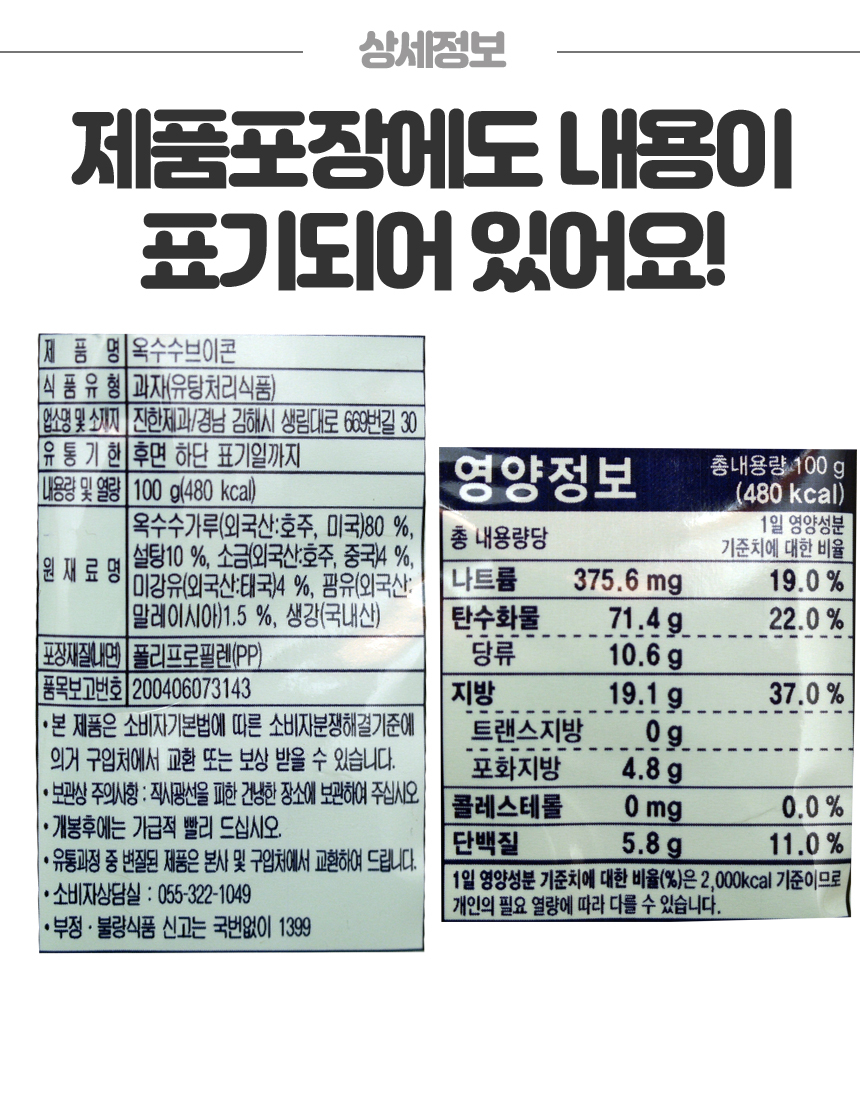 상세정보
제품포장에도 내용이
표기되어 있어요!
제 품 명 옥수수브이콘
식 품 유 형 과자(유탕처리식품)
업소명 및 소재지 진한제과/경남 김해시 생림대로 669번길 30
유 통 기 한 후면 하단 표기일까지
내용량 및 열량 100 g(480 kcal)
원 재 료 명 옥수수가루(외국산:호주, 미국)80 %,
설탕10 %, 소금(외국산:호주, 중국)4 %,
미강유(외국산:태국)4 %, 팜유(외국산:
말레이시아)1.5 %, 생강(국내산)
포장재질(내면) 폴리프로필렌(PP)
품목보고번호 200406073143
•본 제품은 소비자기본법에 따른 소비자분쟁해결기준에
의거 구입처에서 교환 또는 보상 받을 수 있습니다.
•보관상 주의사항 : 직사광선을 피한 건냉한 장소에 보관하여 주십시오
•개봉후에는 가급적 빨리 드십시오.
•유통과정 중 변질된 제품은 본사 및 구입처에서 교환하여 드립니다.
•소비자상담실 : 055-322-1049
•부정·불량식품 신고는 국번없이 1399
영양정보 총내용량 100 g
(480 kcal)
총 내용량당 1일 영양성분
기준치에 대한 비율
나트륨 375.6 mg 19.0 %
탄수화물 71.4 g 22.0 %
당류 10.6 g
지방 19.1 g 37.0 %
트랜스지방 0 g
포화지방 4.8 g
콜레스테롤 0 mg 0.0 %
단백질 5.8 g 11.0 %
1일 영양성분 기준치에 대한 비율(%)은 2,000kcal 기준이므로
개인의 필요 열량에 따라 다를 수 있습니다.